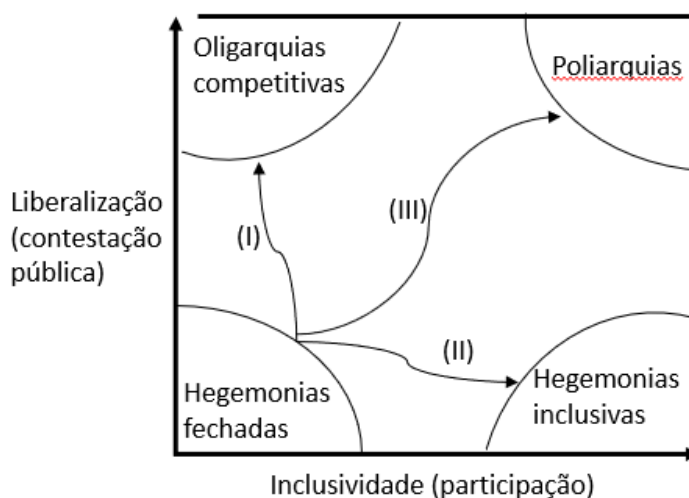 Oligarquias
competitivas
Poliarquias
Liberalização
(contestação
pública)
(I)
(III)
(II)
Hegemonias
fechadas
Hegemonias
inclusivas
Inclusividade (participação)